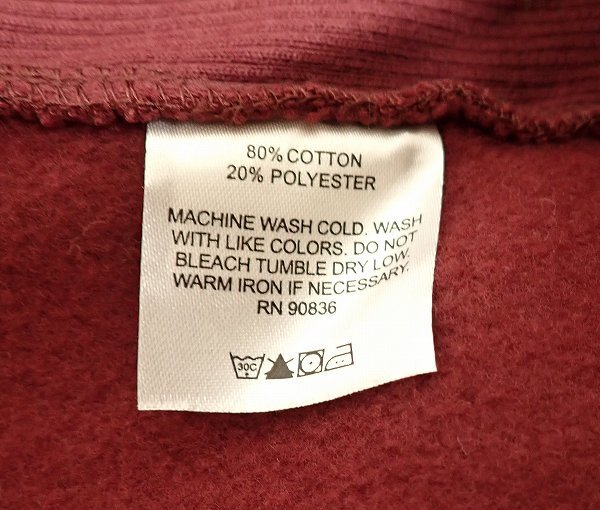 80% COTTON
20% POLYESTER
MACHINE WASH COLD. WASH
WITH LIKE COLORS. DO NOT
BLEACH TUMBLE DRY LOW.
WARM IRON IF NECESSARY.
RN 90836
30C